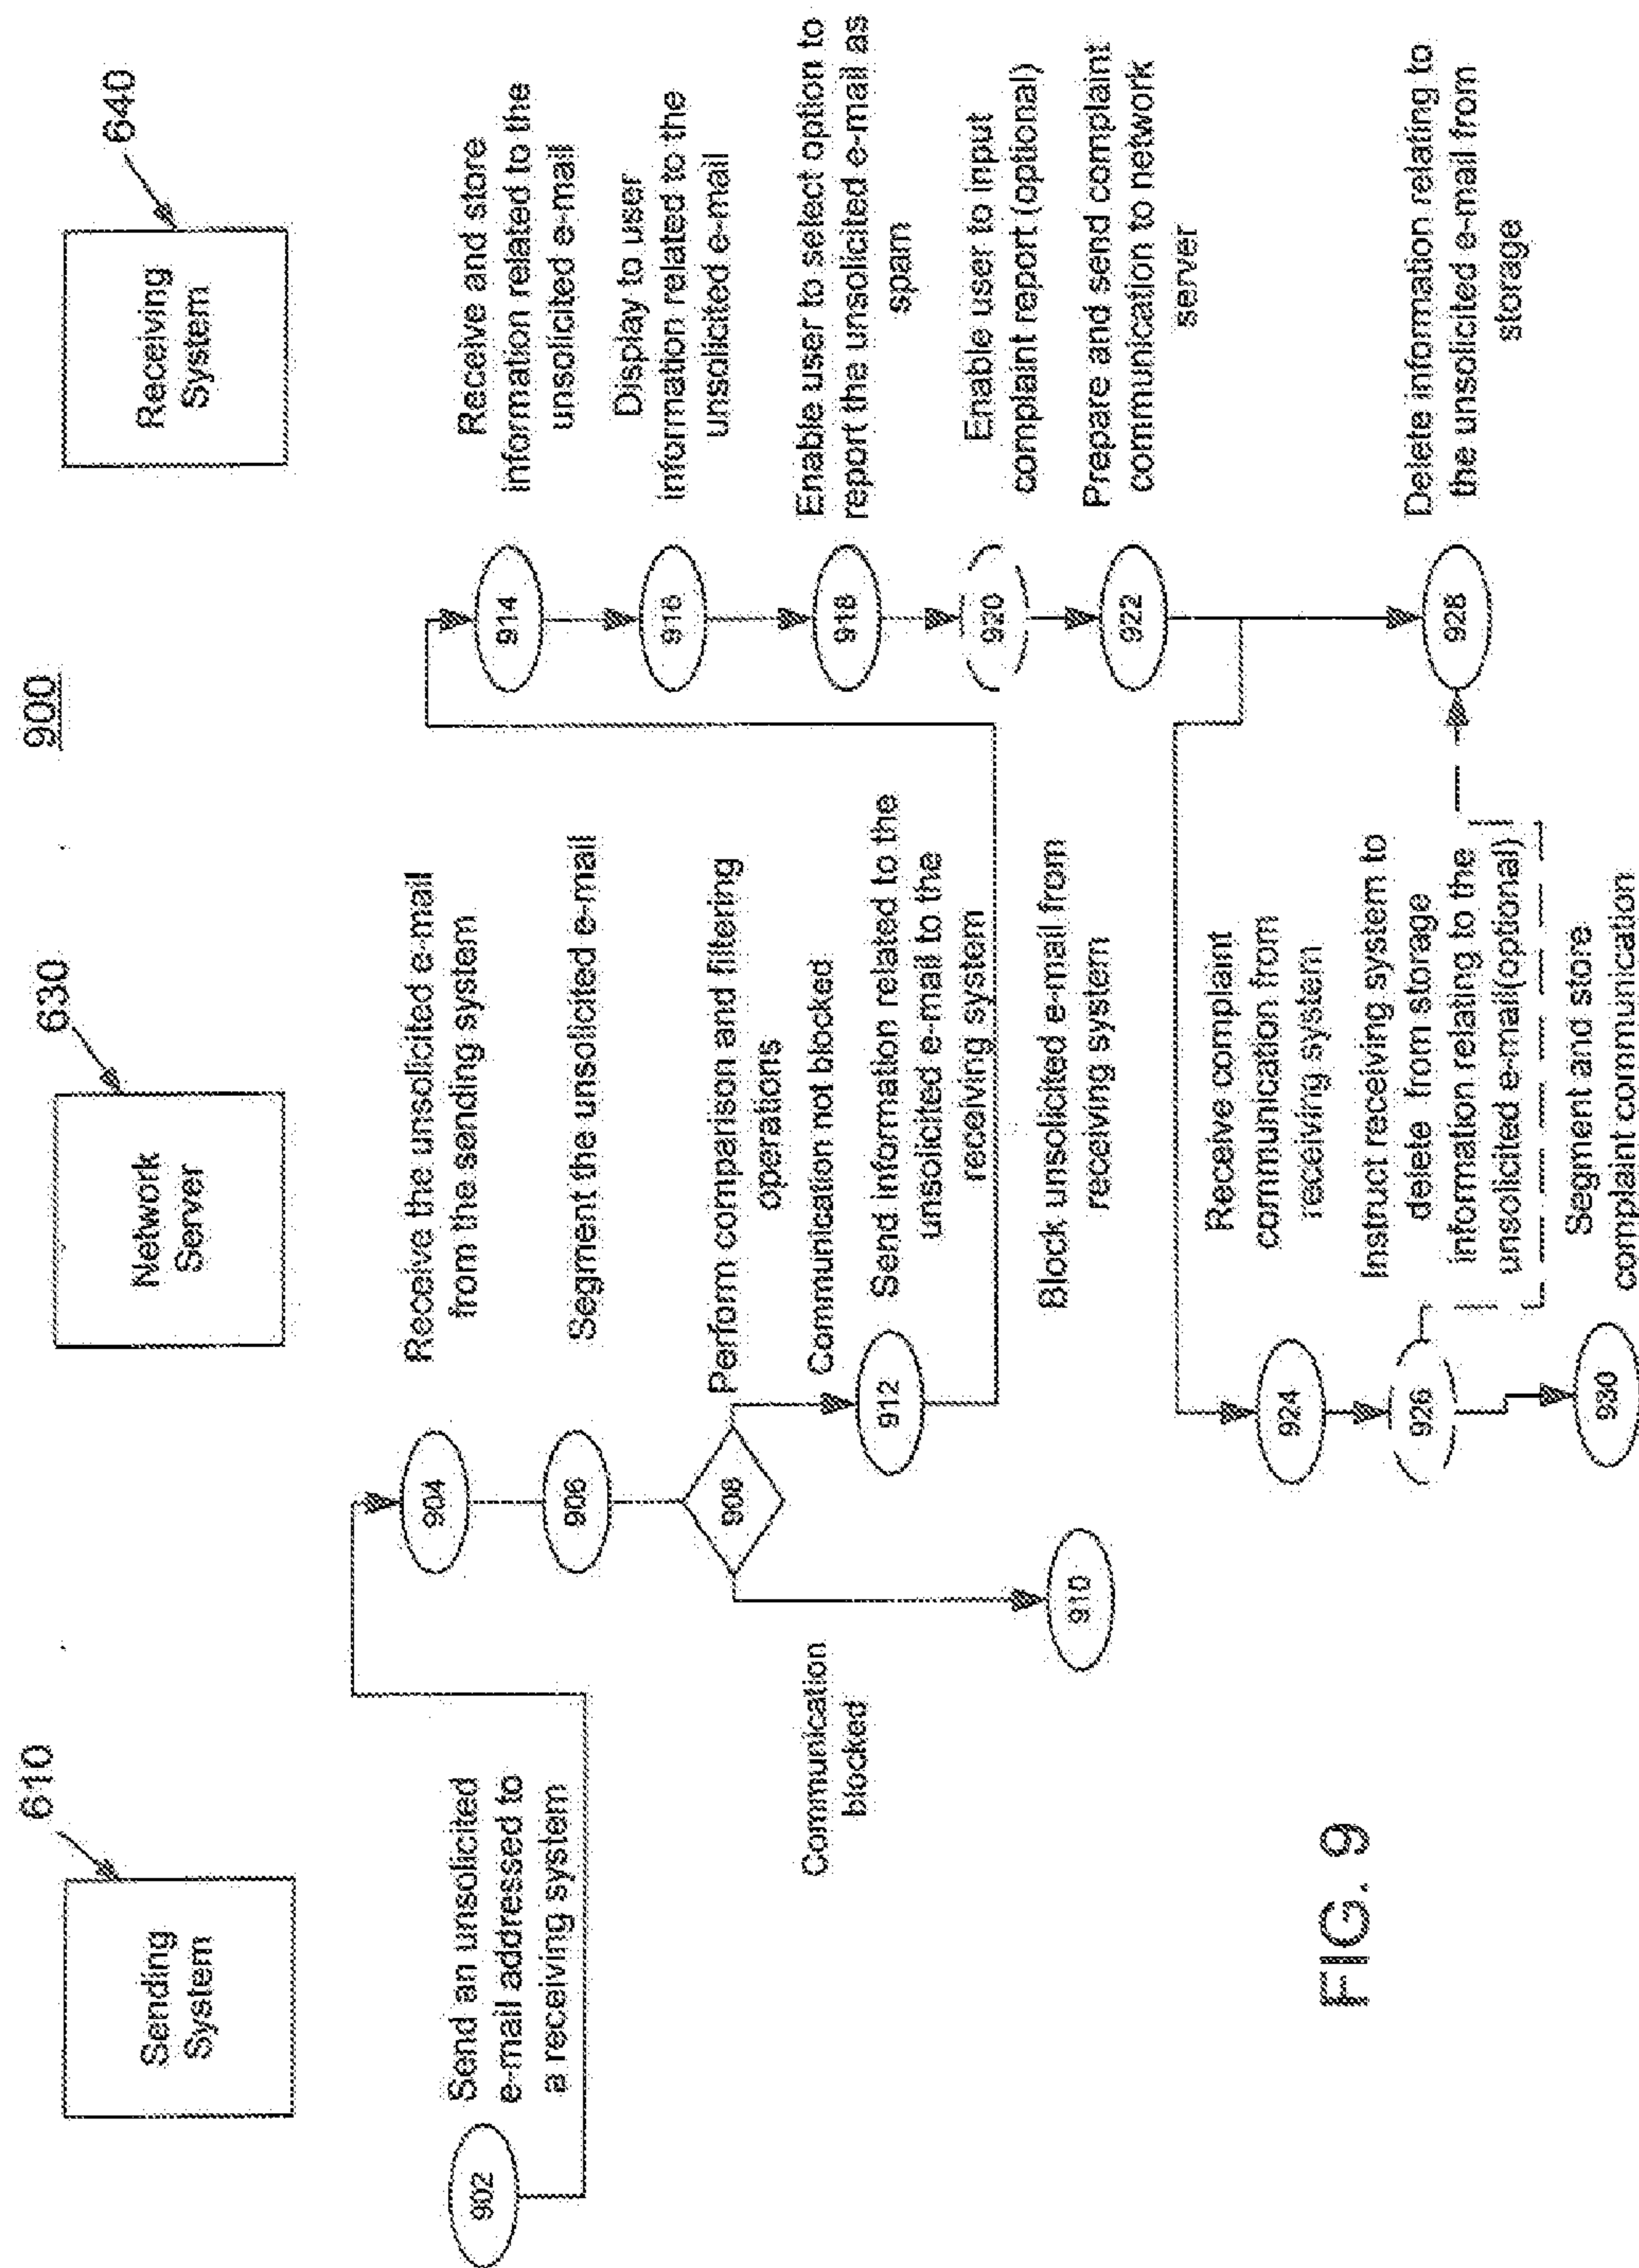 900
610
Sending
System
630
Network
Server
640
Receiving
System
902
Send an unsolicited
e-mail addressed to
a receiving system
904
Receive the unsolicited e-mail
from the sending system
906
Segment the unsolicited e-mail
908
Perform comparison and filtering
operations
Communication
blocked
Communication not blocked
912
Send information related to the
unsolicited e-mail to the
receiving system
910
Block unsolicited e-mail from
receiving system
914
Receive and store
information related to the
unsolicited e-mail
916
Display to user
information related to the
unsolicited e-mail
918
Enable user to select option to
report the unsolicited e-mail as
spam
920
Enable user to input
complaint report (optional)
922
Prepare and send complaint
communication to network
server
924
Receive complaint
communication from
receiving system
926
Instruct receiving system to
delete from storage
information relating to the
unsolicited e-mail(optional)
928
Delete information relating to
the unsolicited e-mail from
storage
930
Segment and store
complaint communication
FIG. 9